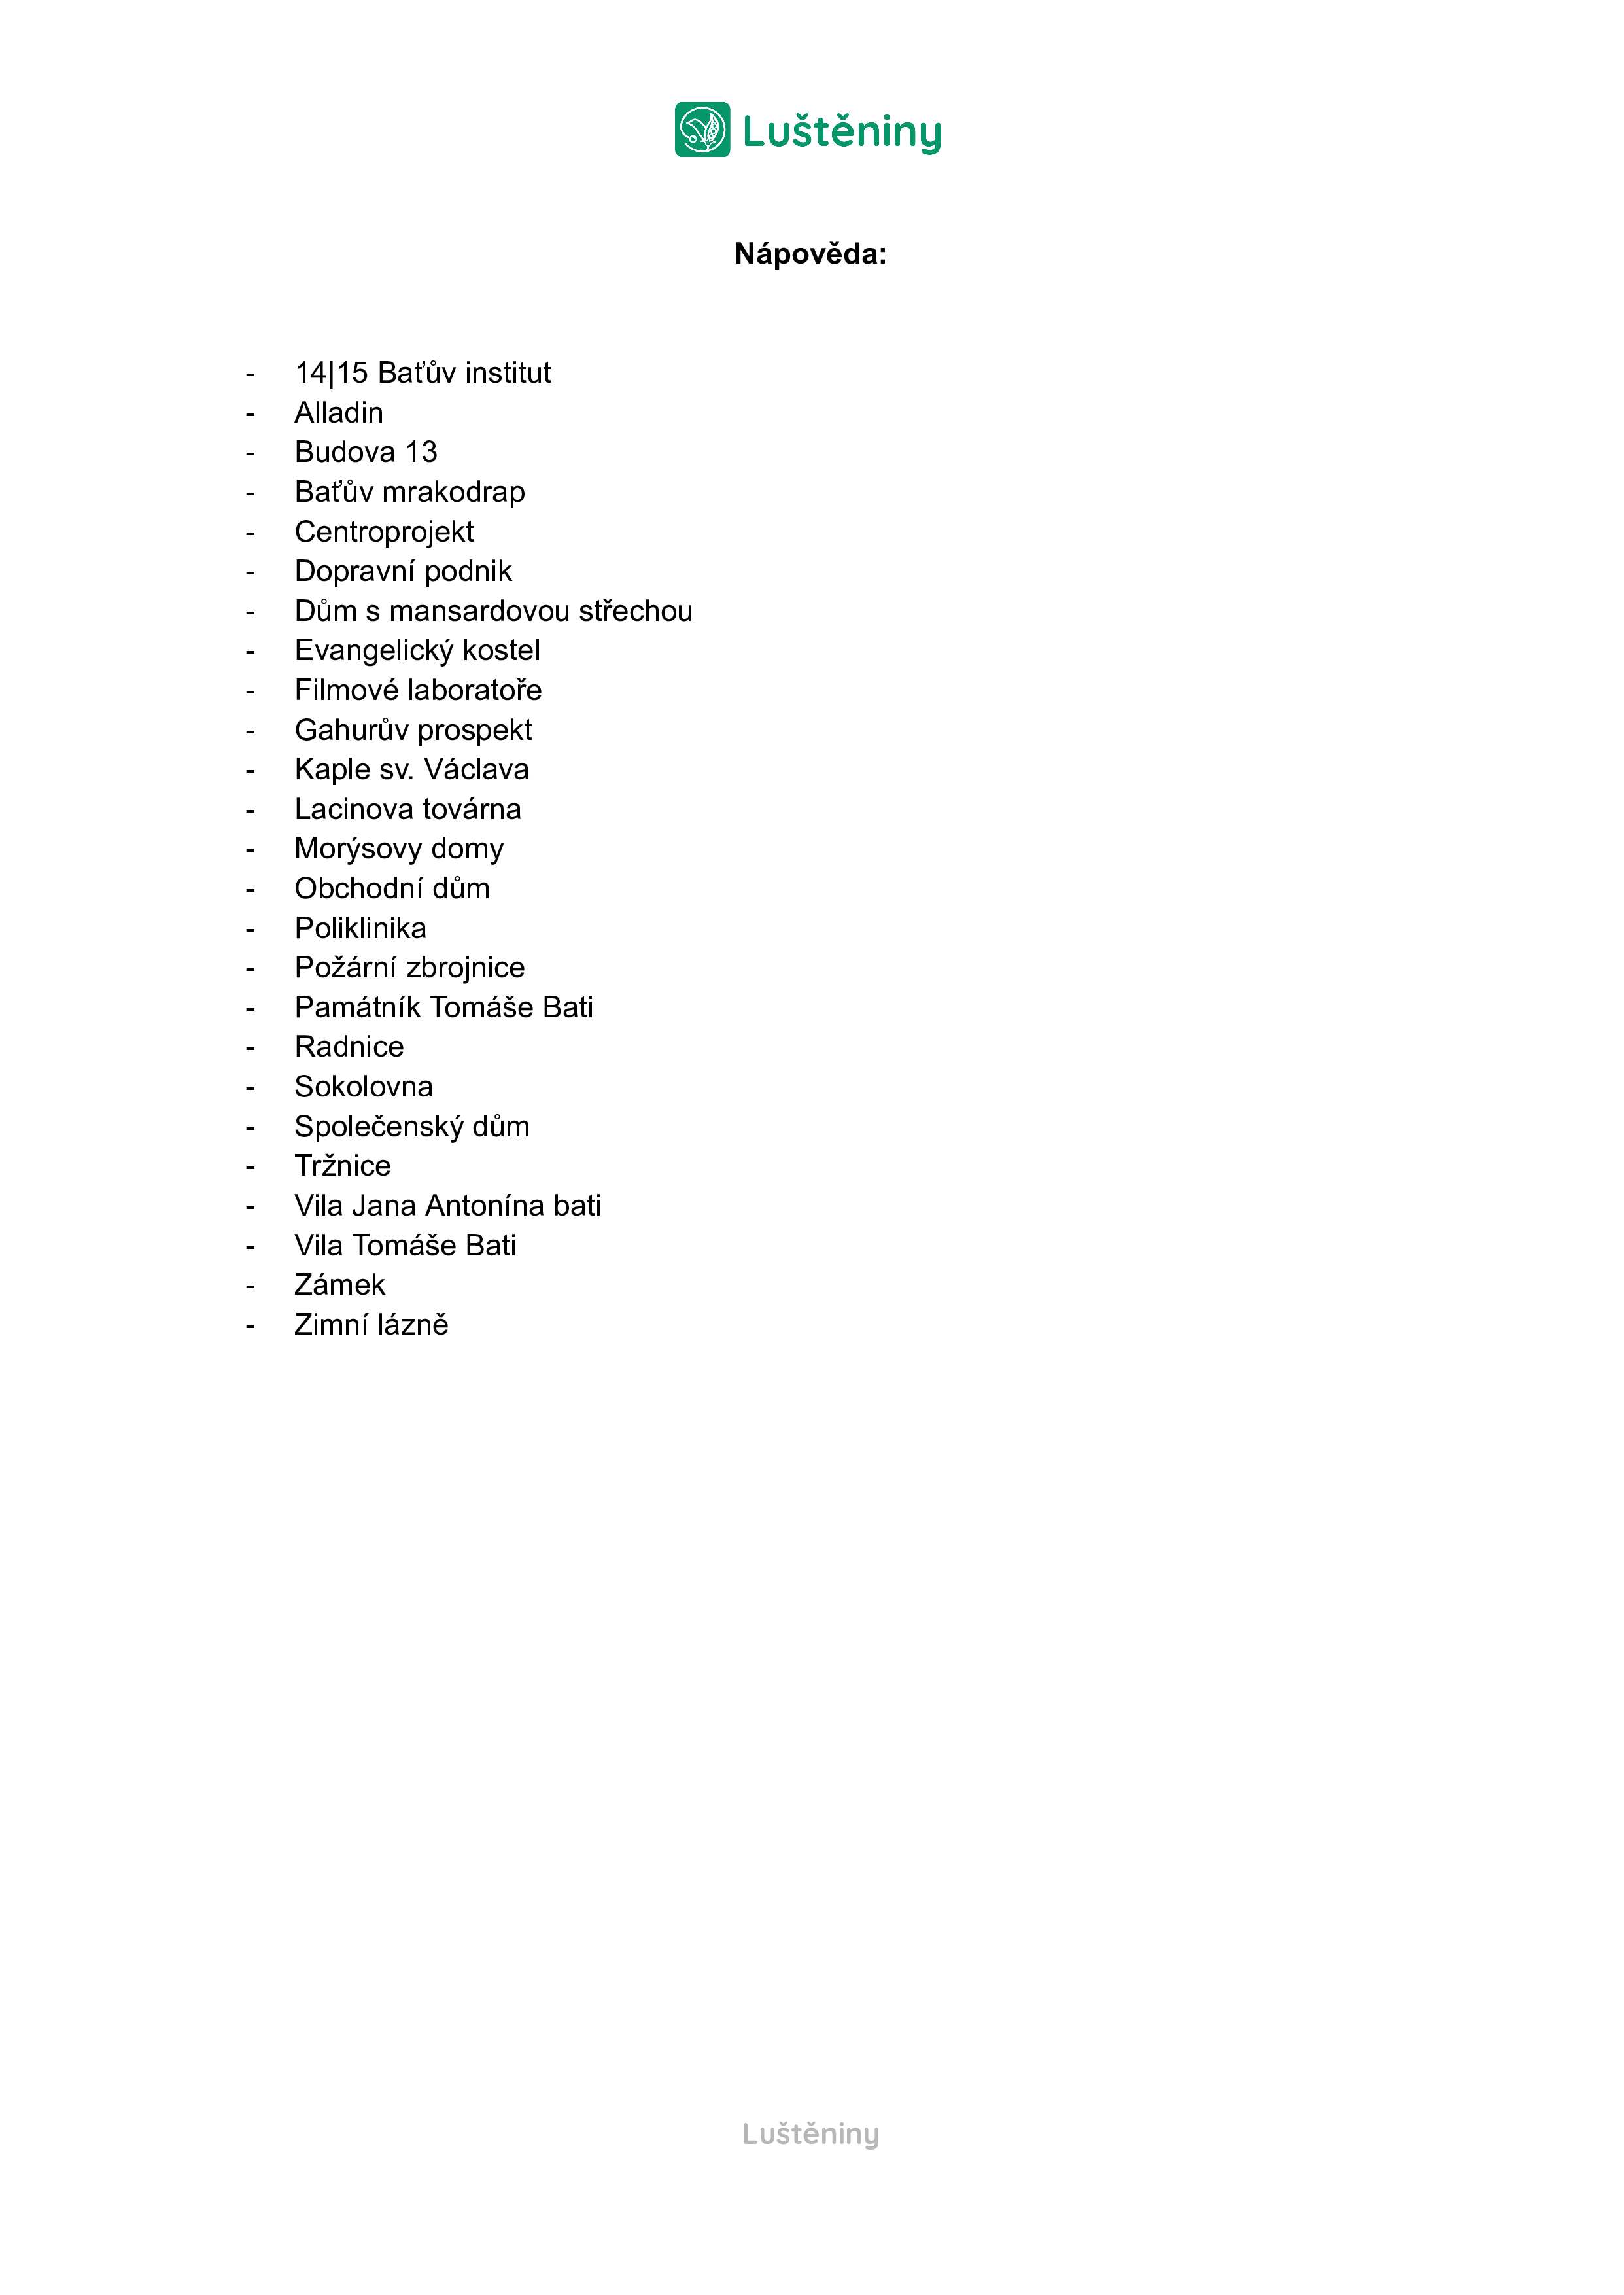 Luštěniny
Nápověda:
- 14|15 Baťův institut
- Alladin
- Budova 13
- Baťův mrakodrap
- Centroprojekt
- Dopravní podnik
- Dům s mansardovou střechou
- Evangelický kostel
- Filmové laboratoře
- Gahurův prospekt
- Kaple sv. Václava
- Lacinova továrna
- Morýsovy domy
- Obchodní dům
- Poliklinika
- Požární zbrojnice
- Památník Tomáše Bati
- Radnice
- Sokolovna
- Společenský dům
- Tržnice
- Vila Jana Antonína bati
- Vila Tomáše Bati
- Zámek
- Zimní lázně
Luštěniny